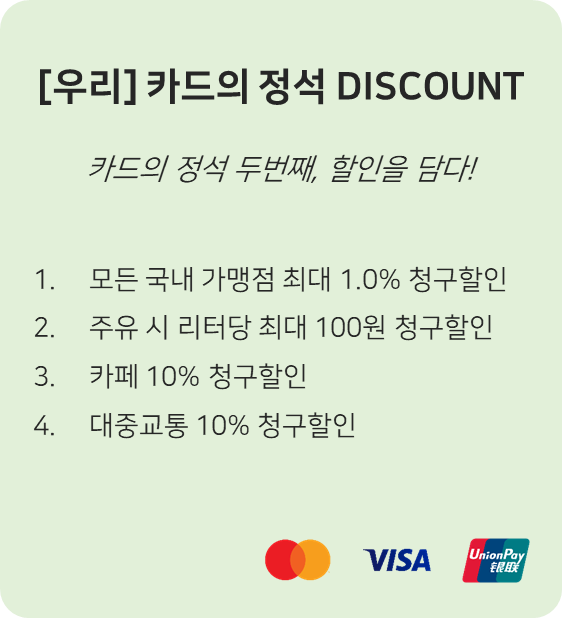 [우리] 카드의 정석 DISCOUNT
카드의 정석 두번째, 할인을 담다!
1. 모든 국내 가맹점 최대 1.0% 청구할인
2. 주유 시 리터당 최대 100원 청구할인
3. 카페 10% 청구할인
4. 대중교통 10% 청구할인
VISA
UnionPay
银联